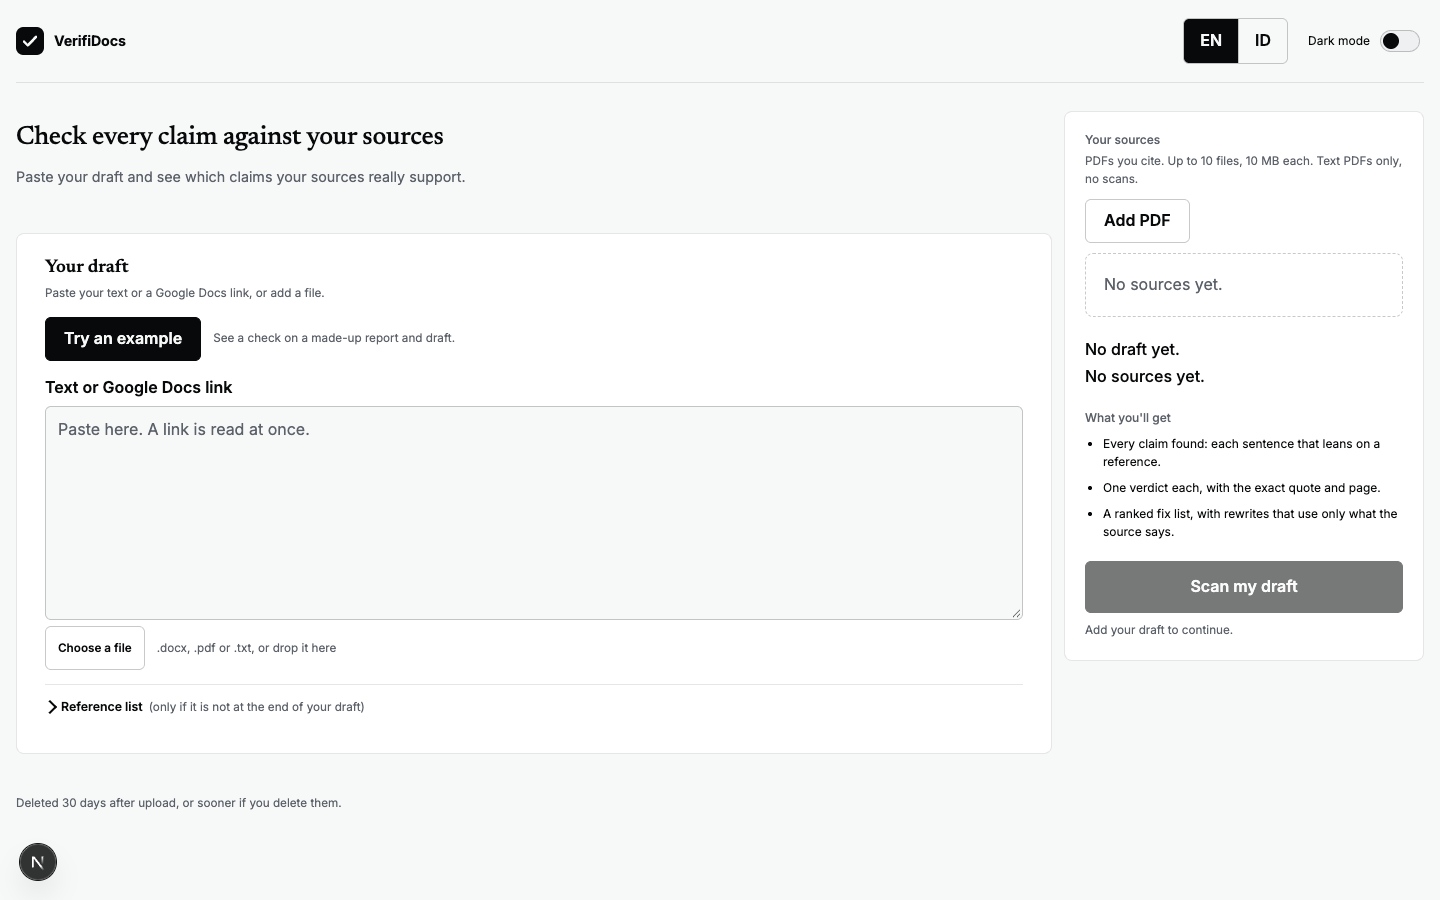 VerifiDocs
EN
ID
Dark mode
Check every claim against your sources
Paste your draft and see which claims your sources really support.
Your draft
Paste your text or a Google Docs link, or add a file.
Try an example
See a check on a made-up report and draft.
Text or Google Docs link
Paste here. A link is read at once.
Choose a file
.docx, .pdf or .txt, or drop it here
Reference list (only if it is not at the end of your draft)
Your sources
PDFs you cite. Up to 10 files, 10 MB each. Text PDFs only,
no scans.
Add PDF
No sources yet.
No draft yet.
No sources yet.
What you'll get
Every claim found: each sentence that leans on a
reference.
One verdict each, with the exact quote and page.
A ranked fix list, with rewrites that use only what the
source says.
Scan my draft
Add your draft to continue.
Deleted 30 days after upload, or sooner if you delete them.
N